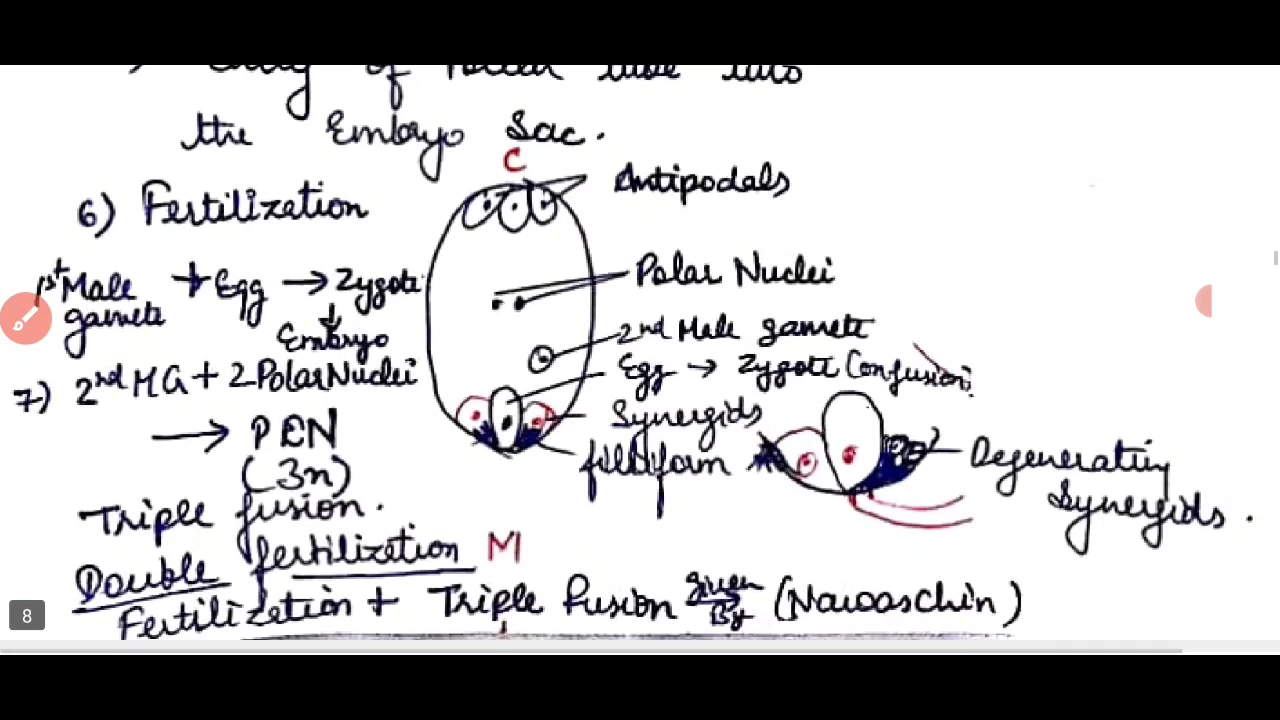 the Embryo Sac.
C
6) Fertilization
Antipodals
1st Male gamete + Egg → Zygote
↓
Embryo
Polar Nuclei
2nd Male gamete
Egg → Zygote (Confusion)
7) 2nd MG + 2 Polar Nuclei
→ PEN
(3n)
Synergids
filliform
Degenerating
Synergids.
Triple fusion.
Double fertilization
M
Fertilization + Triple Fusion given By → (Nawaschin)
8